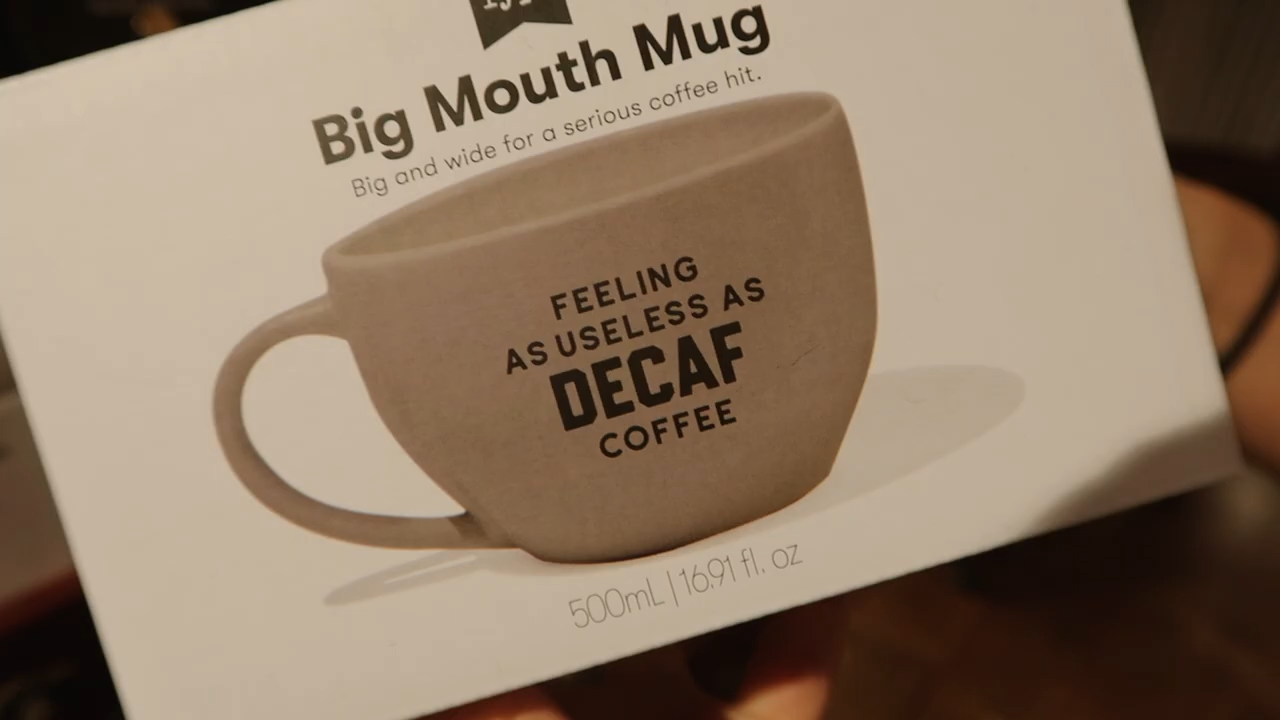 Big Mouth Mug
Big and wide for a serious coffee hit.
FEELING
AS USELESS AS
DECAF
COFFEE
500mL | 16.91 fl. oz